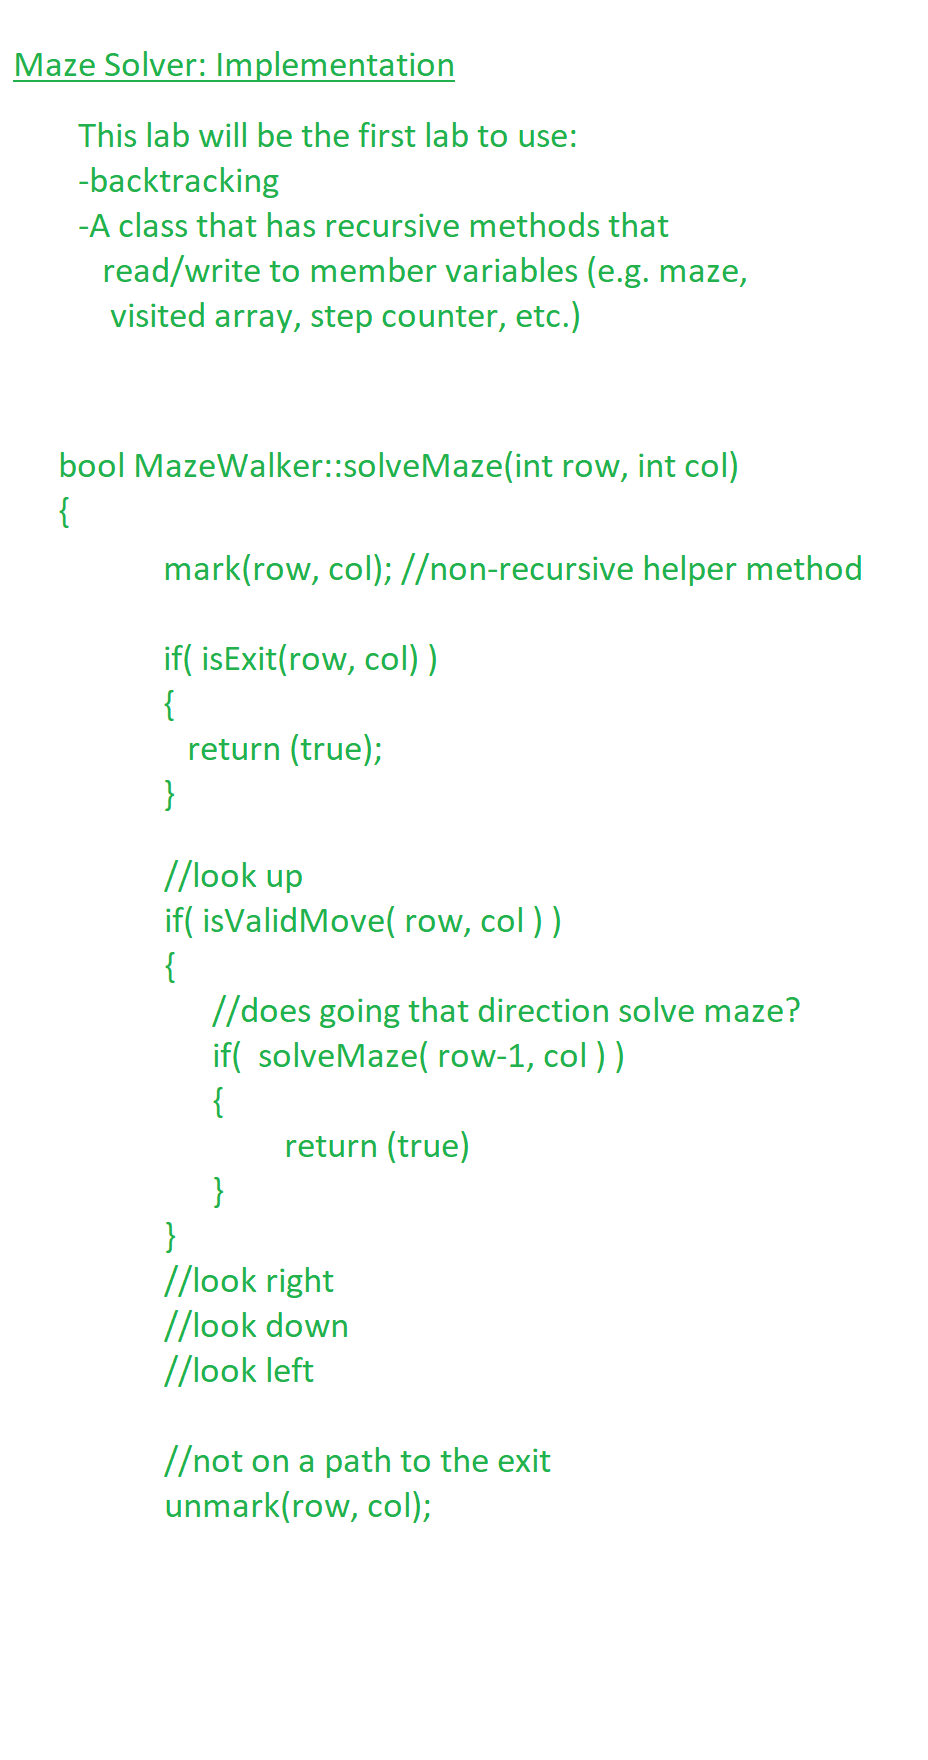 Maze Solver: Implementation
This lab will be the first lab to use:
-backtracking
-A class that has recursive methods that
read/write to member variables (e.g. maze,
visited array, step counter, etc.)
bool MazeWalker::solveMaze(int row, int col)
{
mark(row, col); //non-recursive helper method
if( isExit(row, col) )
{
return (true);
}
//look up
if( isValidMove( row, col ) )
{
//does going that direction solve maze?
if(  solveMaze( row-1, col ) )
{
return (true)
}
}
//look right
//look down
//look left
//not on a path to the exit
unmark(row, col);